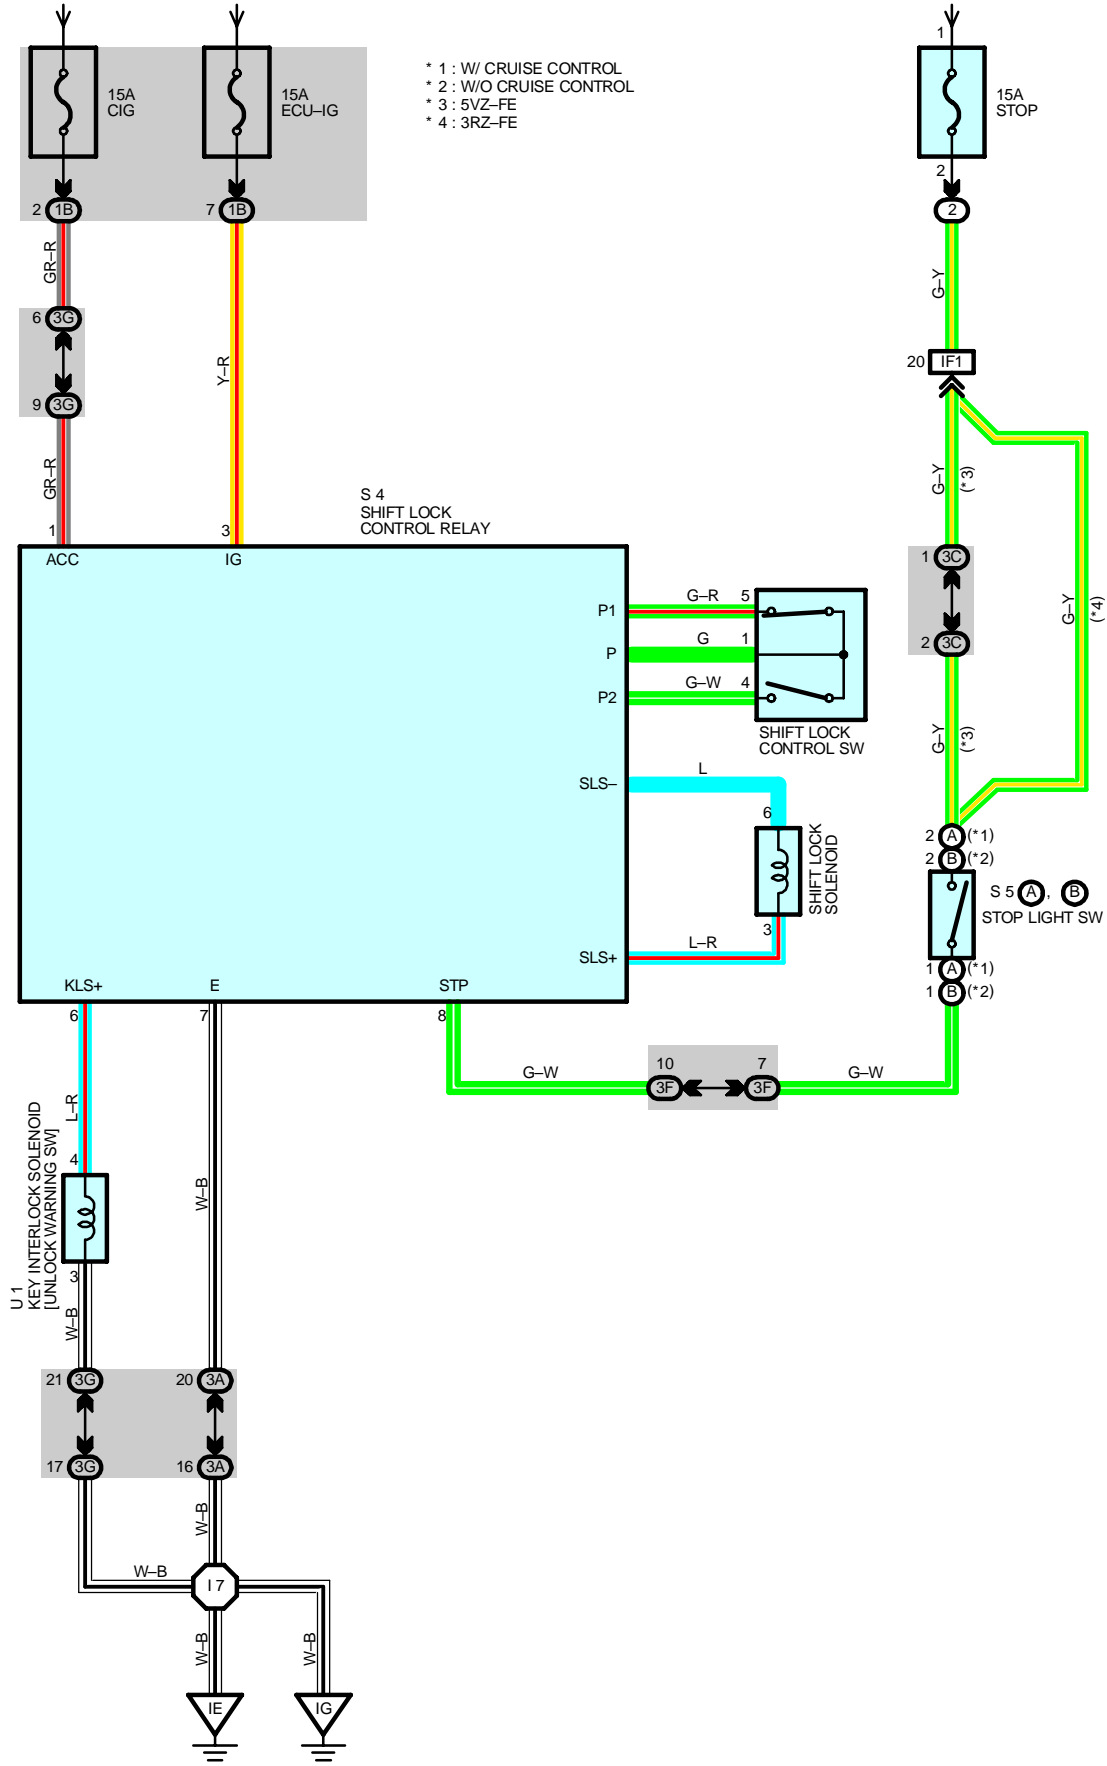 15A
CIG
15A
ECU–IG
* 1 : W/ CRUISE CONTROL
* 2 : W/O CRUISE CONTROL
* 3 : 5VZ–FE
* 4 : 3RZ–FE
1
15A
STOP
2
2
2 1B
7 1B
GR–R
G–Y
6 3G
20 IF1
Y–R
9 3G
GR–R
G–Y
(*3)
S 4
SHIFT LOCK
CONTROL RELAY
1
3
ACC
IG
1 3C
G–Y
(*4)
2 3C
P1
G–R 5
P
G 1
P2
G–W 4
SHIFT LOCK
CONTROL SW
G–Y
(*3)
SLS–
L
6
SHIFT LOCK
SOLENOID
3
L–R
SLS+
2 A (*1)
2 B (*2)
S 5 A , B
STOP LIGHT SW
1 A (*1)
1 B (*2)
KLS+
E
STP
6
7
8
G–W
10
3F
7
3F
G–W
L–R
4
U 1
KEY INTERLOCK SOLENOID
[UNLOCK WARNING SW]
3
W–B
W–B
21 3G
20 3A
17 3G
16 3A
W–B
W–B
I 7
W–B
W–B
IE
IG